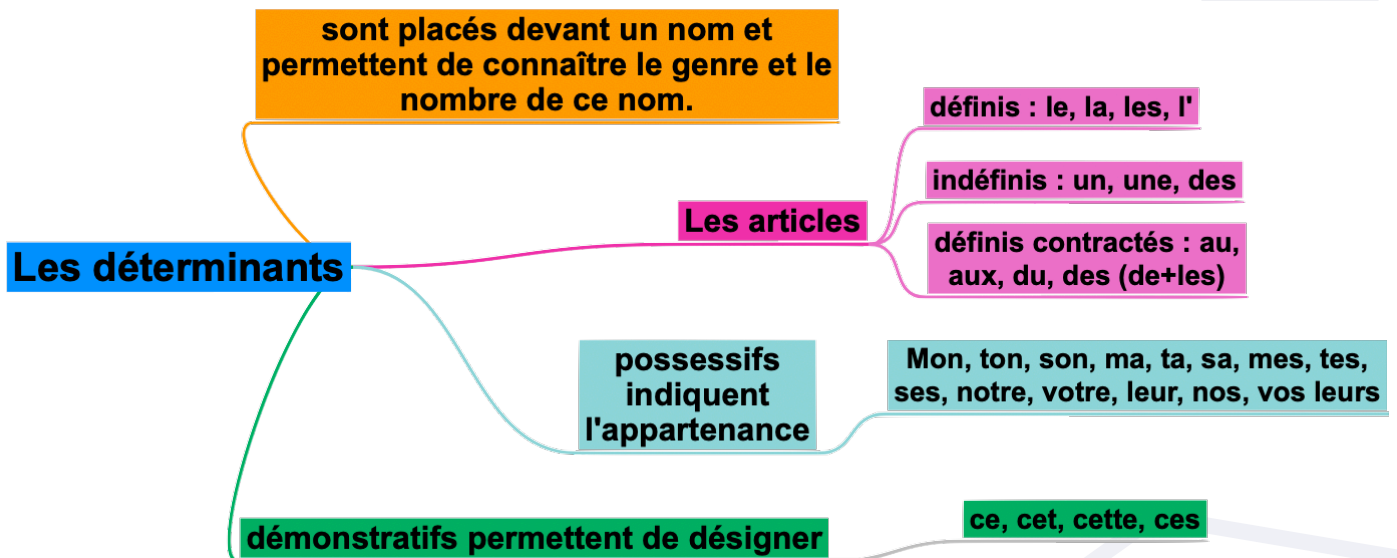 sont placés devant un nom et
permettent de connaître le genre et le
nombre de ce nom.
définis : le, la, les, l'
indéfinis : un, une, des
Les articles
définis contractés : au,
aux, du, des (de+les)
Les déterminants
possessifs
indiquent
l'appartenance
Mon, ton, son, ma, ta, sa, mes, tes,
ses, notre, votre, leur, nos, vos leurs
démonstratifs permettent de désigner
ce, cet, cette, ces